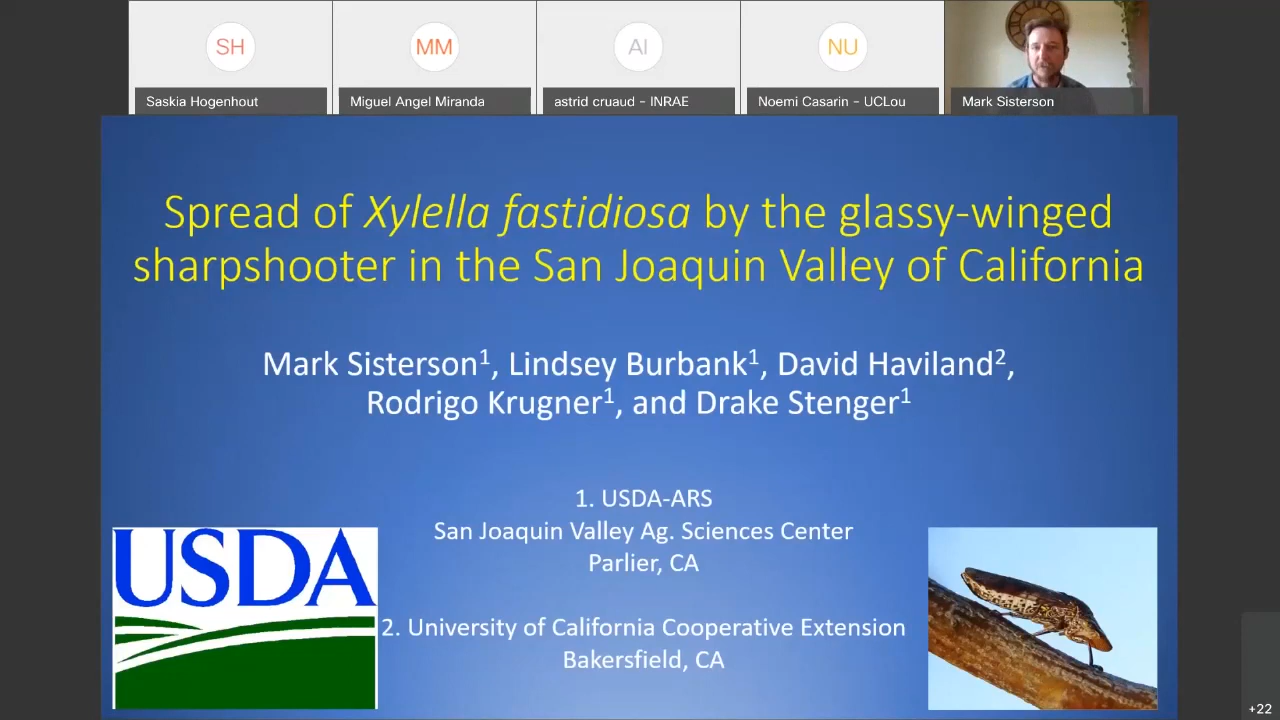 SH
MM
AI
NU
Saskia Hogenhout
Miguel Angel Miranda
astrid cruaud - INRAE
Noemi Casarin - UCLou
Mark Sisterson
Spread of Xylella fastidiosa by the glassy-winged
sharpshooter in the San Joaquin Valley of California
Mark Sisterson¹, Lindsey Burbank¹, David Haviland²,
Rodrigo Krugner¹, and Drake Stenger¹
1. USDA-ARS
San Joaquin Valley Ag. Sciences Center
Parlier, CA
USDA
2. University of California Cooperative Extension
Bakersfield, CA
+22